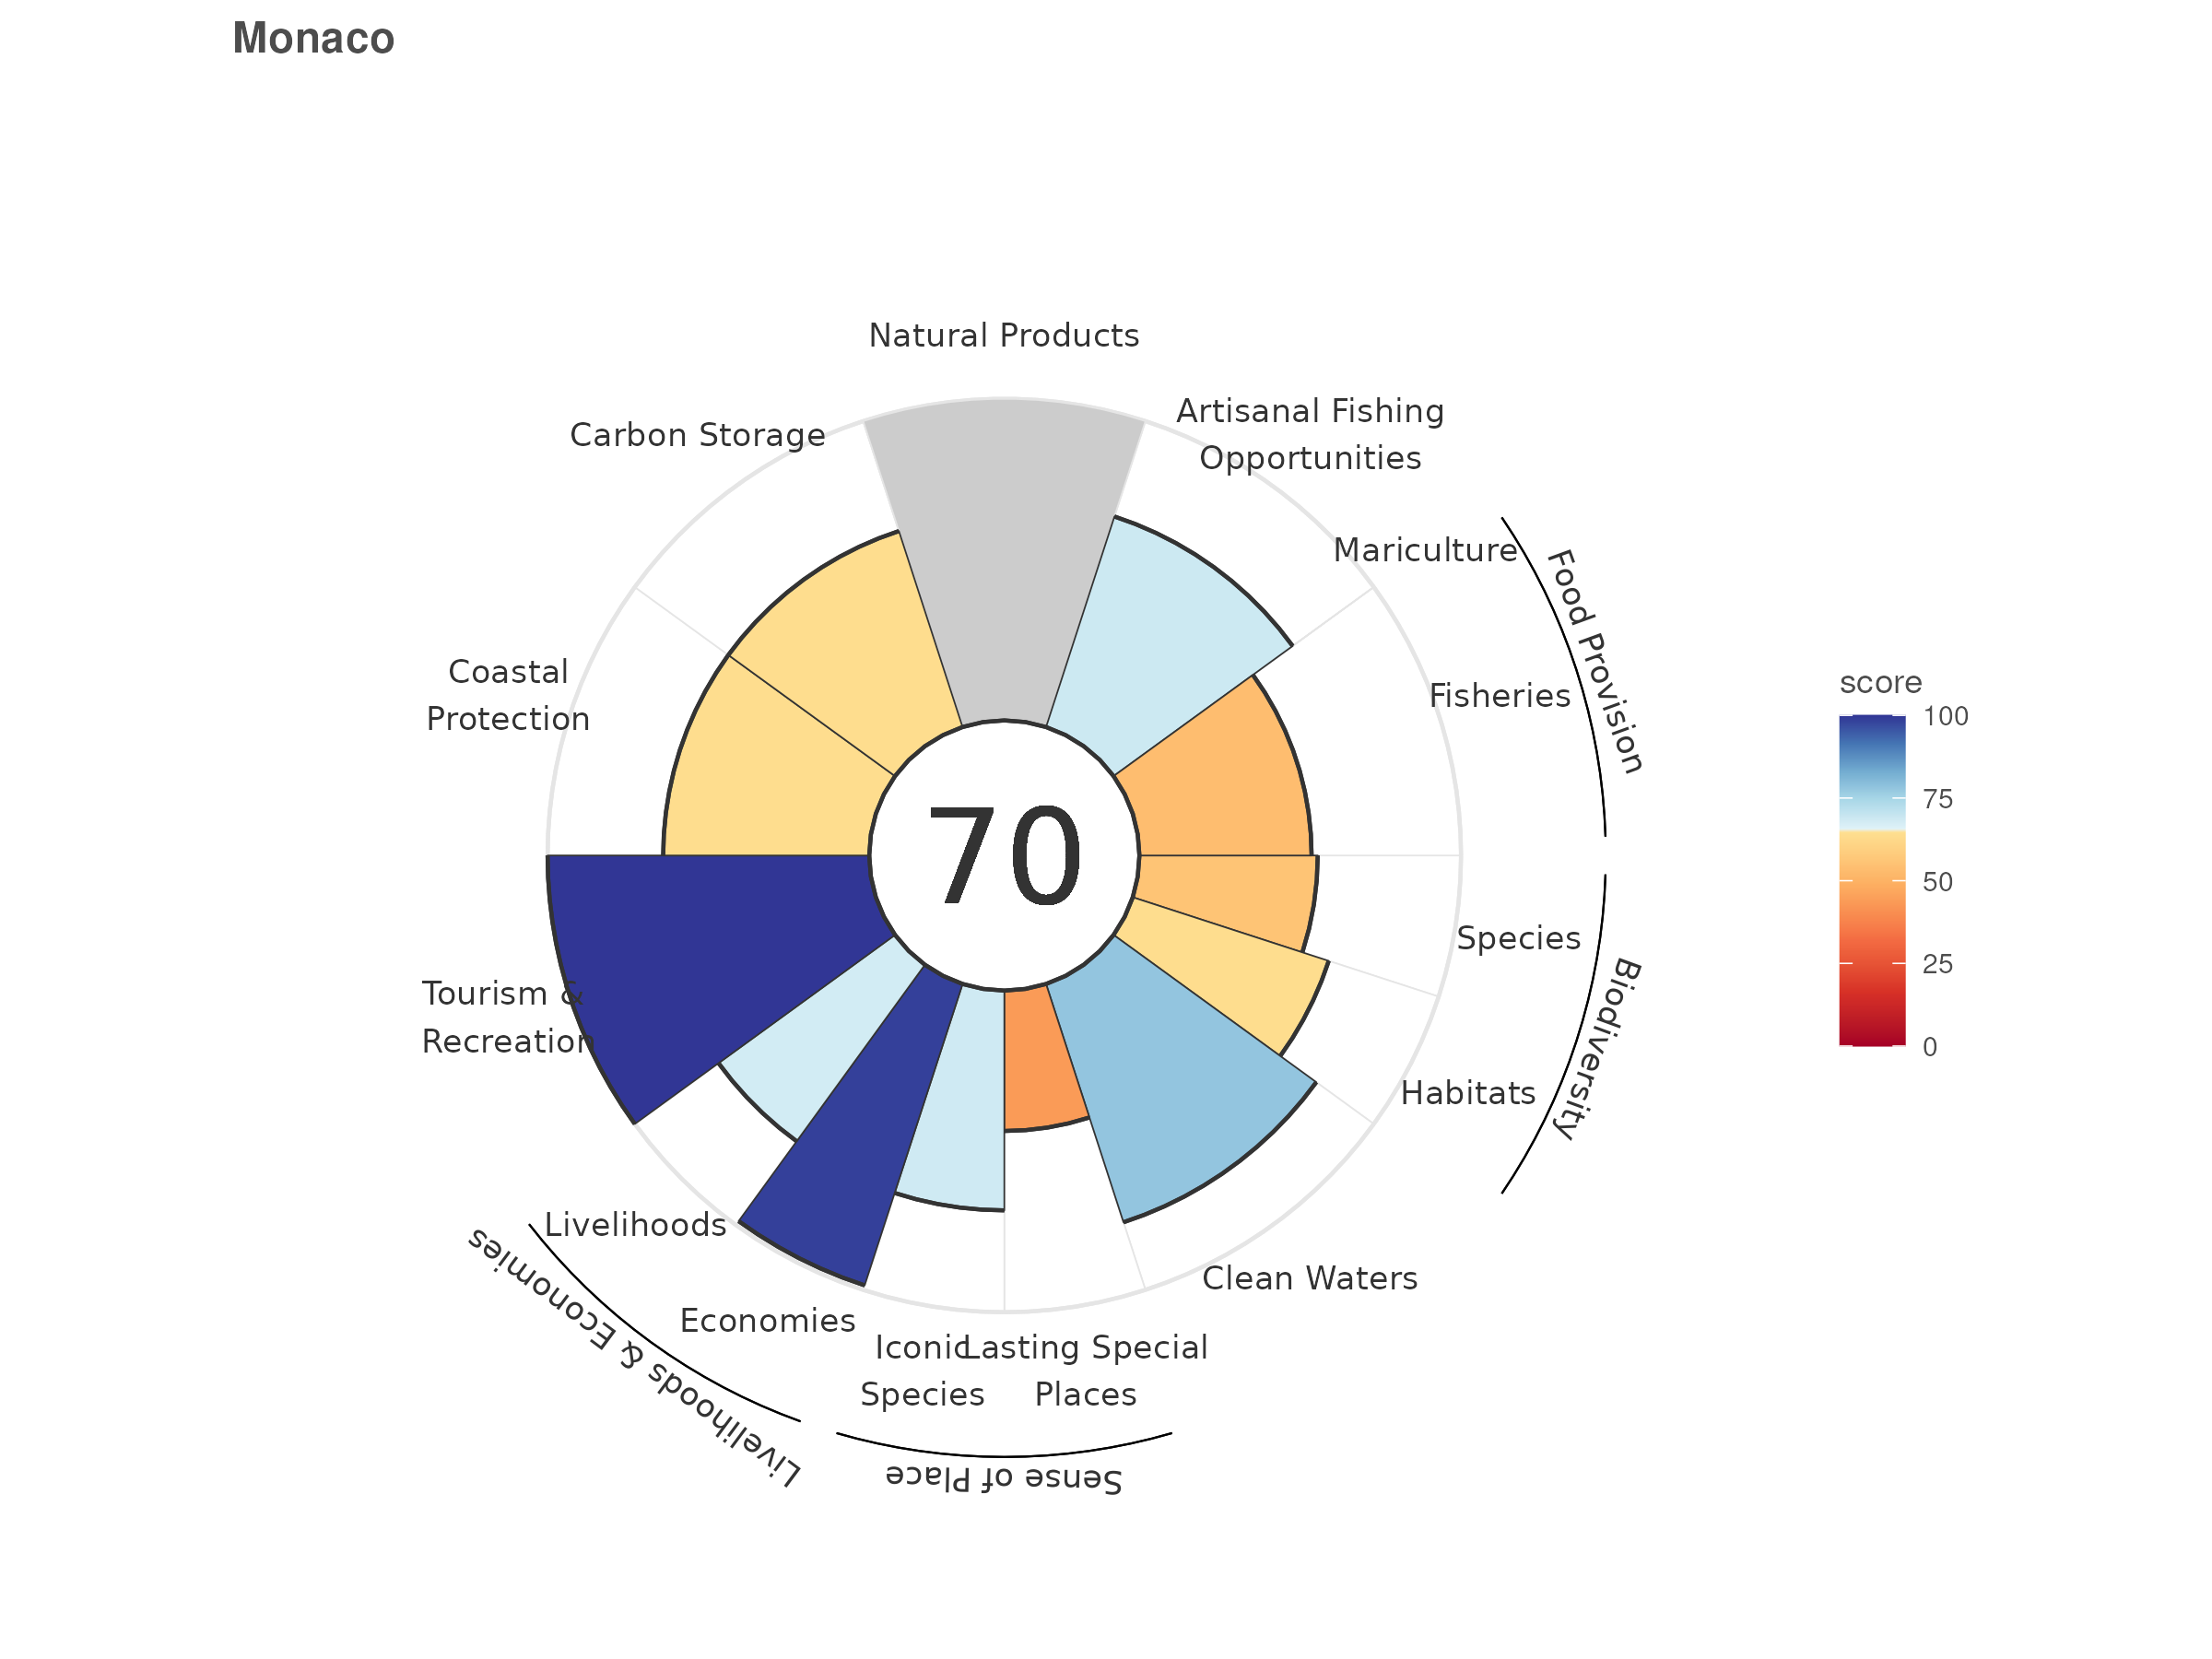 Monaco
Natural Products
Artisanal Fishing
Opportunities
Carbon Storage
Mariculture
Food Provision
Fisheries
Coastal
Protection
score
100
75
50
25
0
70
Species
Biodiversity
Habitats
Tourism &
Recreation
Livelihoods
Livelihoods & Economies
Economies
Clean Waters
Iconic
Species
Lasting Special
Places
Sense of Place